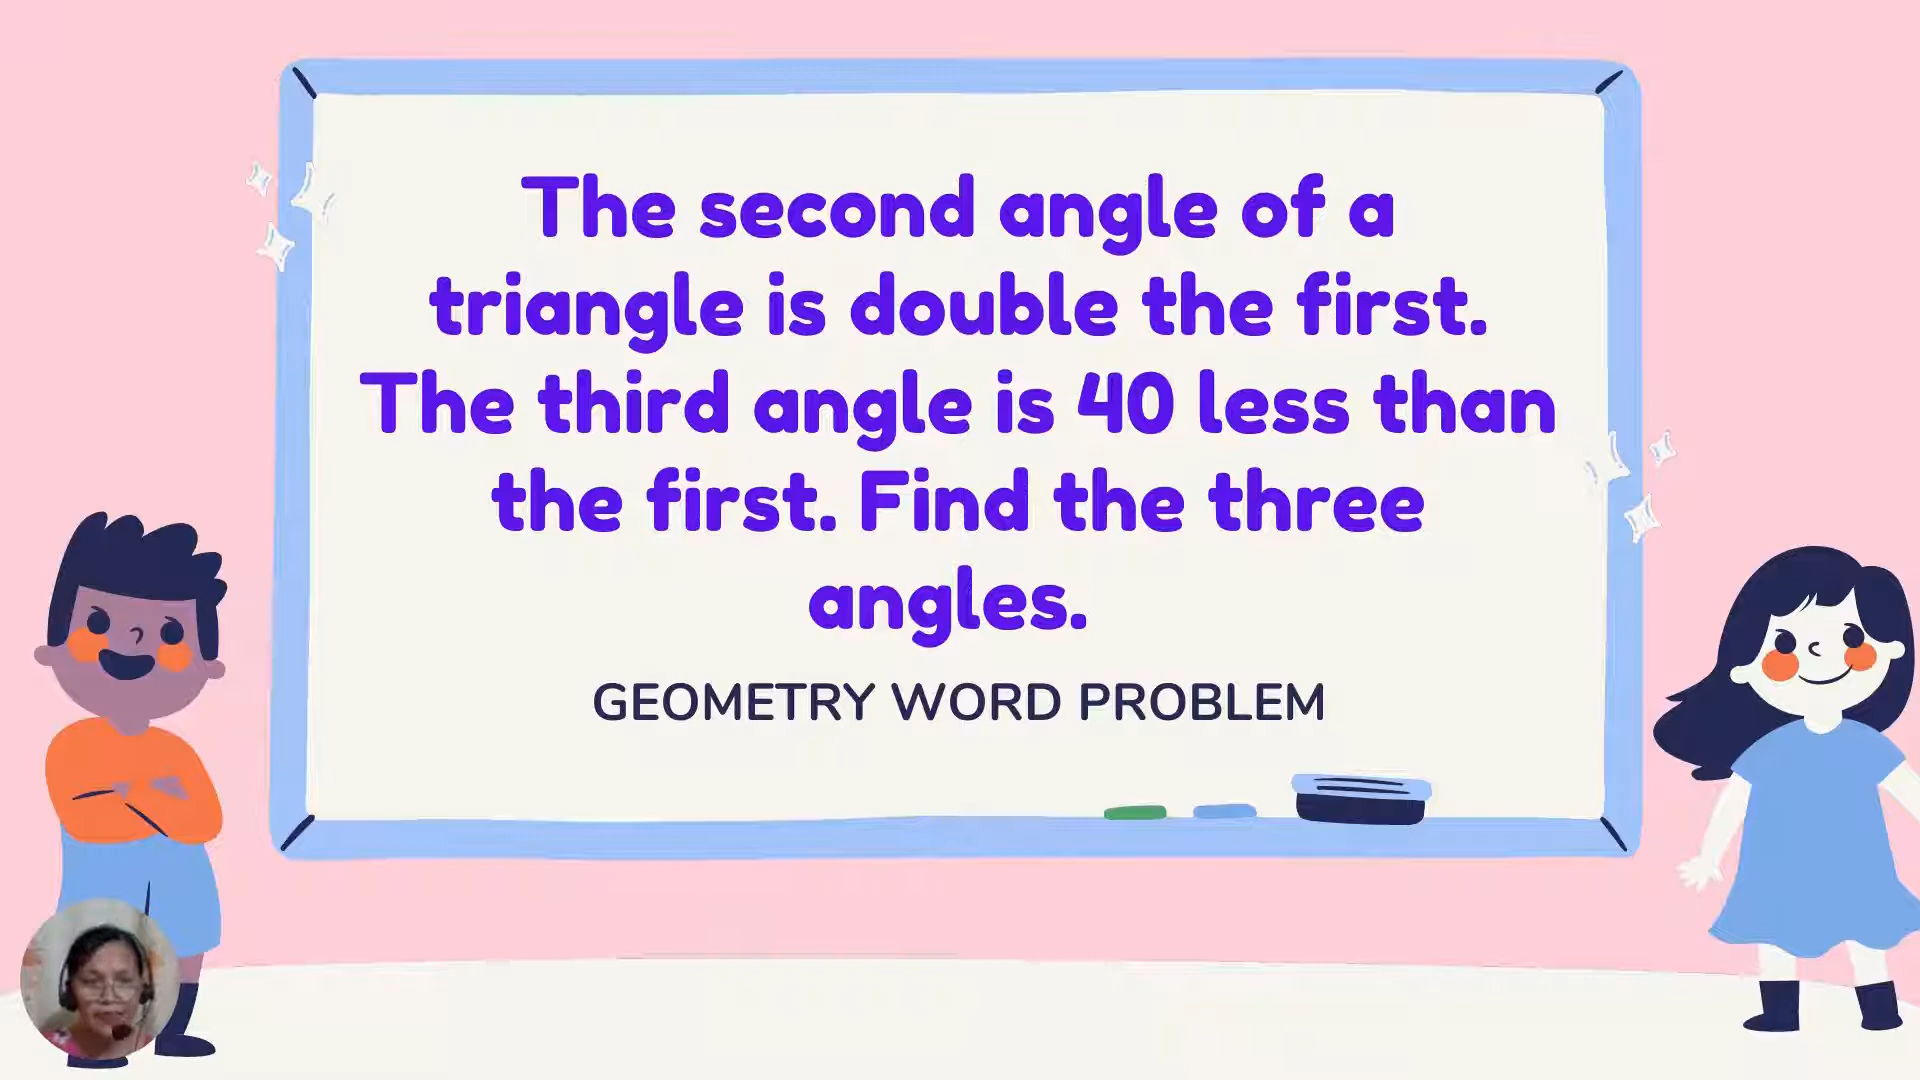 The second angle of a
triangle is double the first.
The third angle is 40 less than
the first. Find the three
angles.
GEOMETRY WORD PROBLEM